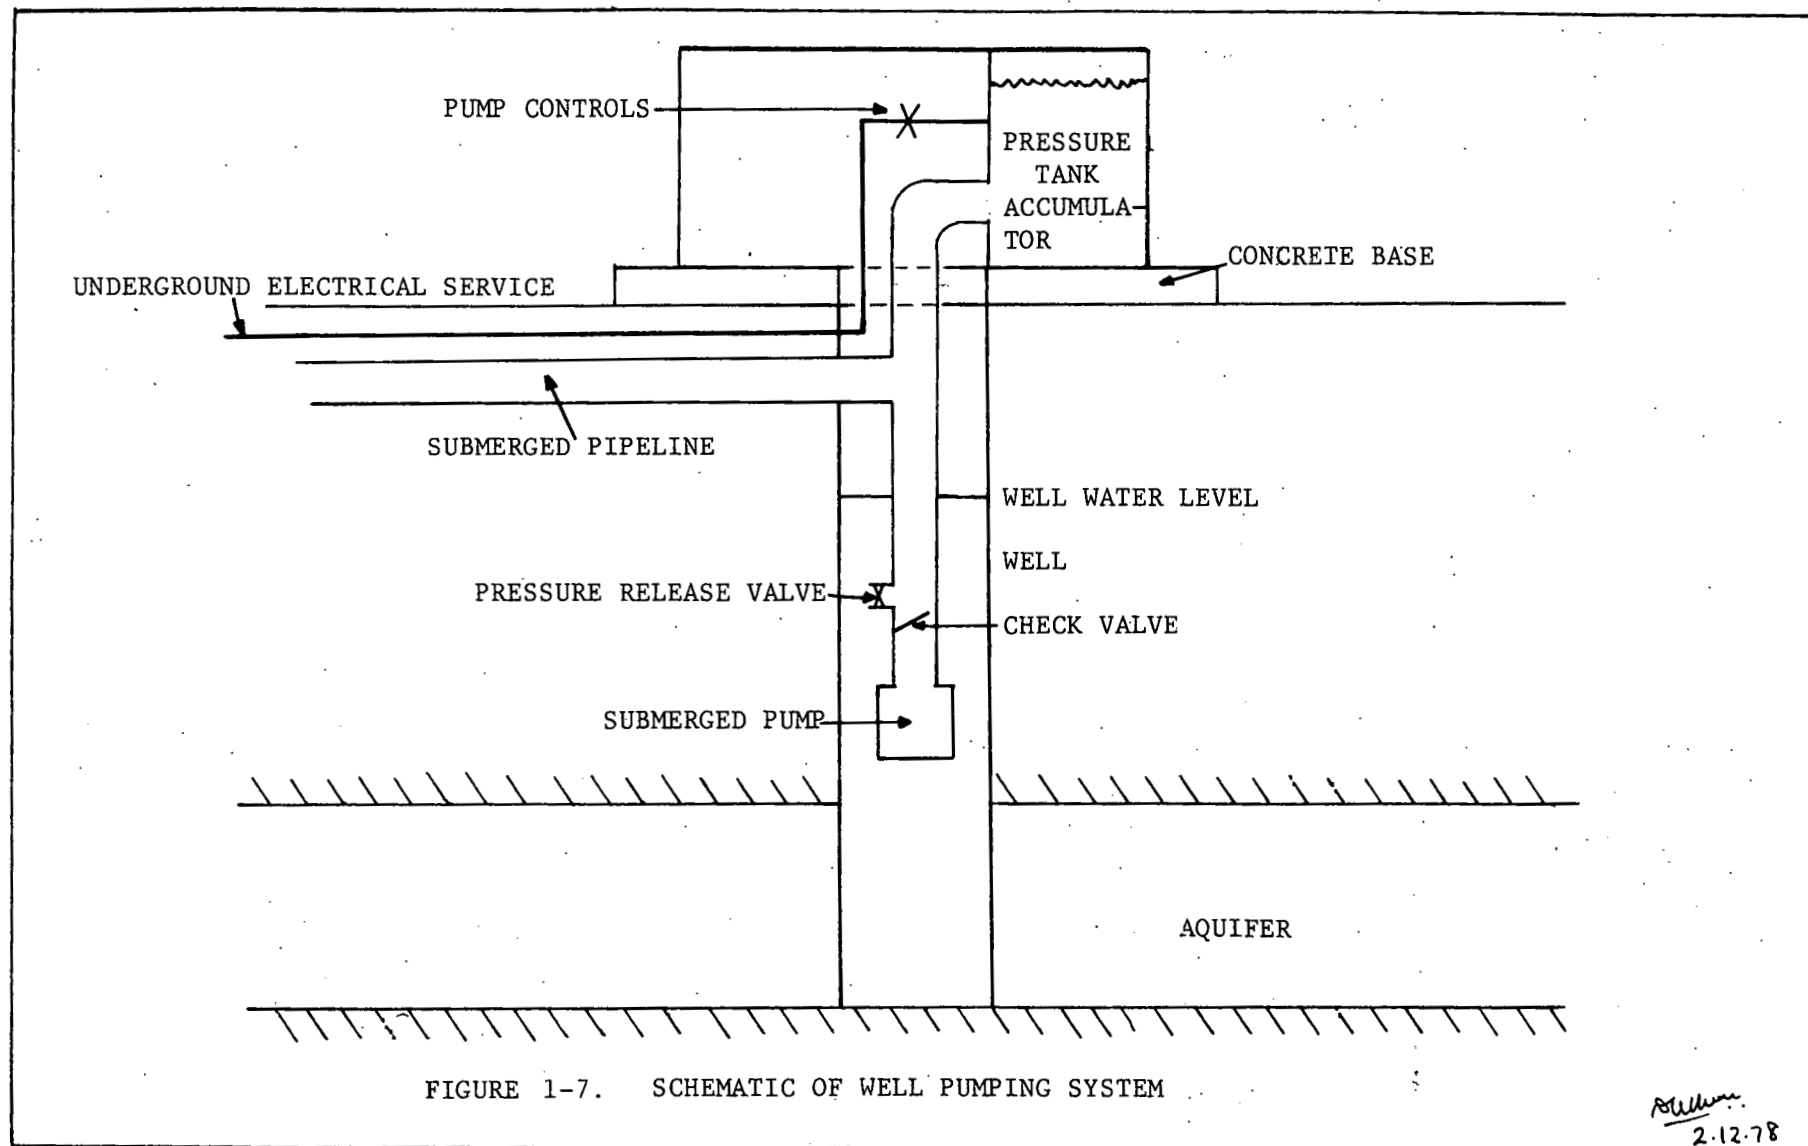 PUMP CONTROLS
PRESSURE
TANK
ACCUMULA-
TOR
CONCRETE BASE
UNDERGROUND ELECTRICAL SERVICE
SUBMERGED PIPELINE
WELL WATER LEVEL
WELL
PRESSURE RELEASE VALVE
CHECK VALVE
SUBMERGED PUMP
AQUIFER
FIGURE 1-7. SCHEMATIC OF WELL PUMPING SYSTEM
2.12.78